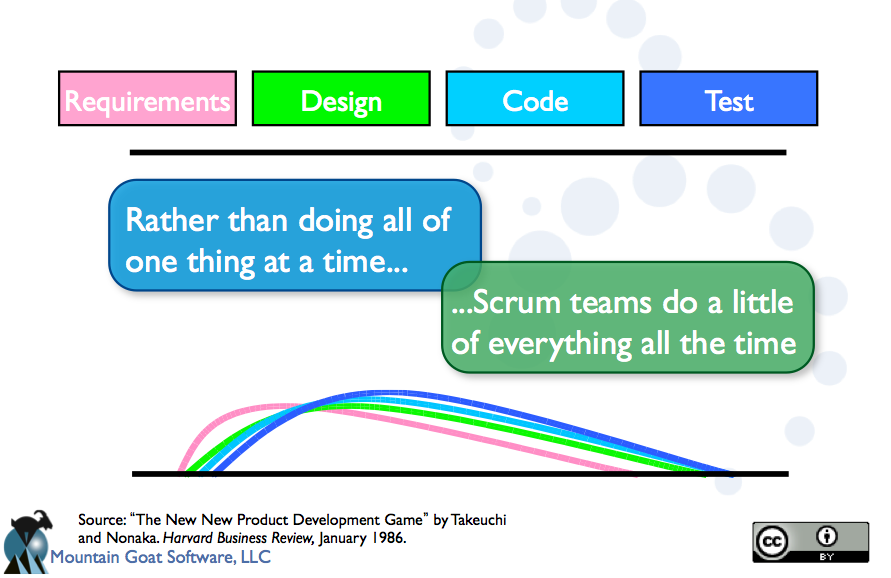 Requirements Design Code Test
Rather than doing all of
one thing at a time...
...Scrum teams do a little
of everything all the time
Source: “The New New Product Development Game” by Takeuchi
and Nonaka. Harvard Business Review, January 1986.
Mountain Goat Software, LLC
cc
BY